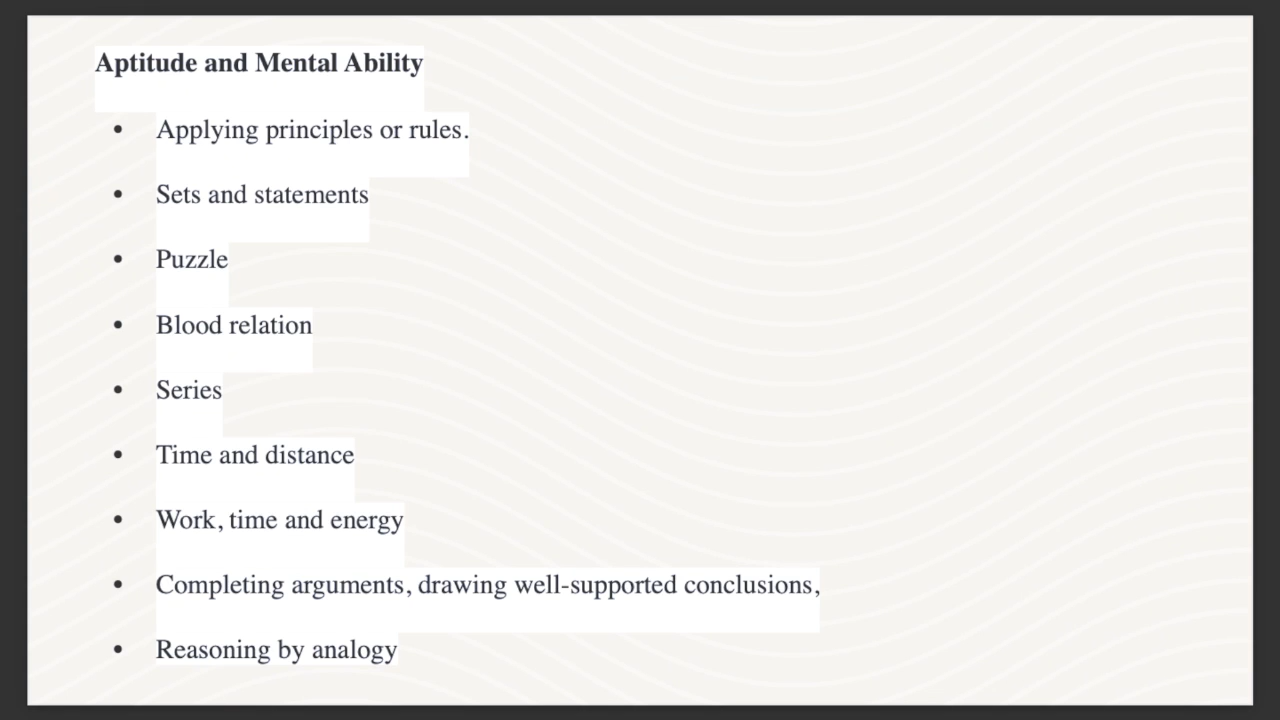 Aptitude and Mental Ability
• Applying principles or rules.
• Sets and statements
• Puzzle
• Blood relation
• Series
• Time and distance
• Work, time and energy
• Completing arguments, drawing well-supported conclusions,
• Reasoning by analogy